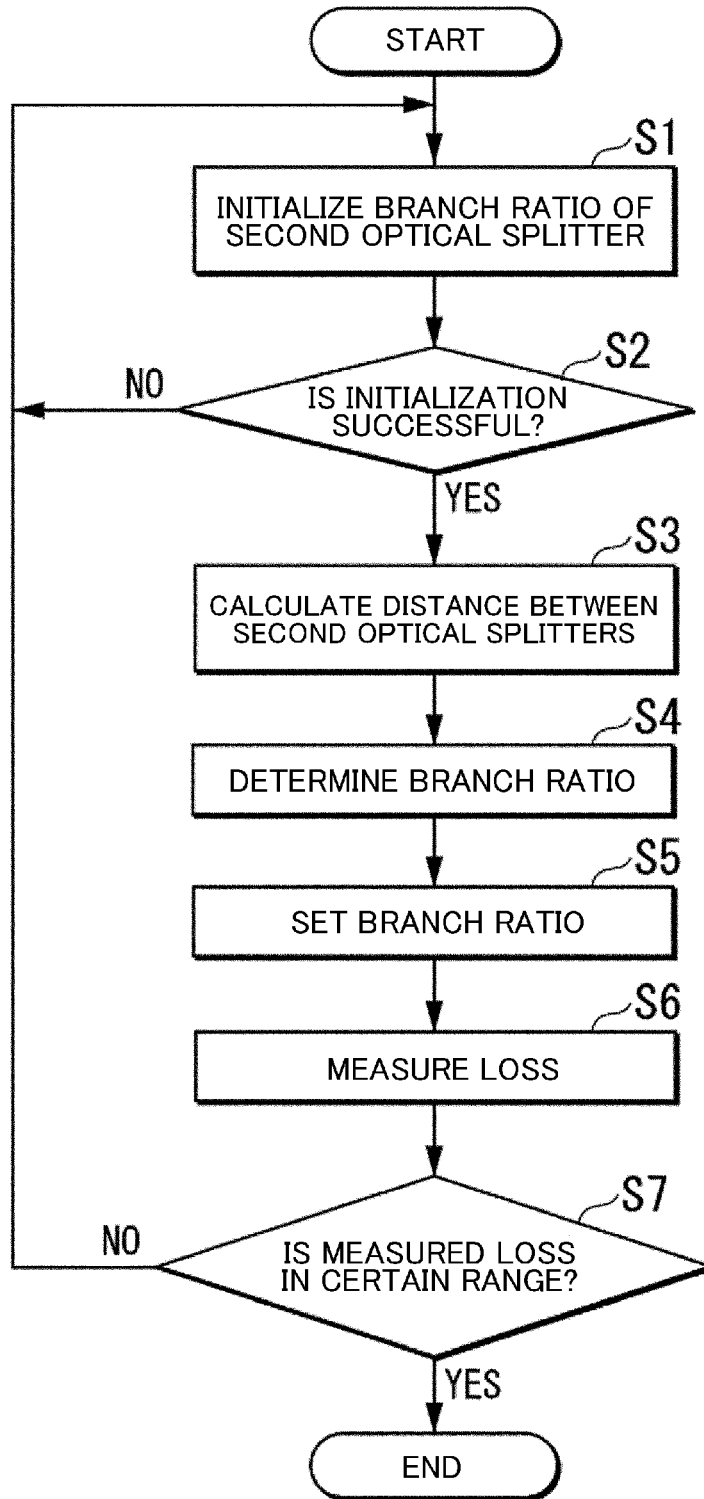 START
S1
INITIALIZE BRANCH RATIO OF
SECOND OPTICAL SPLITTER
S2
NO
IS INITIALIZATION
SUCCESSFUL?
YES
S3
CALCULATE DISTANCE BETWEEN
SECOND OPTICAL SPLITTERS
S4
DETERMINE BRANCH RATIO
S5
SET BRANCH RATIO
S6
MEASURE LOSS
S7
NO
IS MEASURED LOSS
IN CERTAIN RANGE?
YES
END